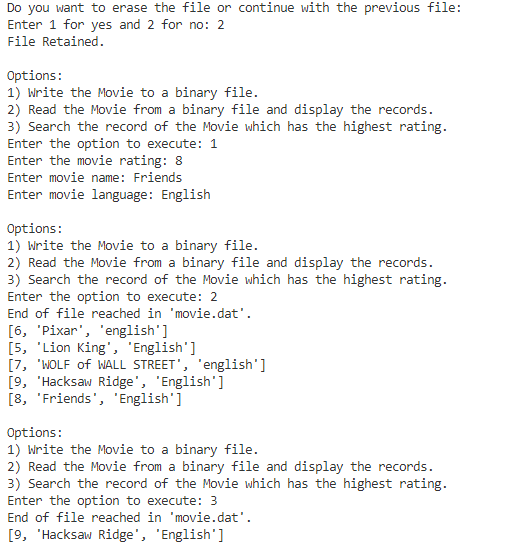 Do you want to erase the file or continue with the previous file:
Enter 1 for yes and 2 for no: 2
File Retained.
Options:
1) Write the Movie to a binary file.
2) Read the Movie from a binary file and display the records.
3) Search the record of the Movie which has the highest rating.
Enter the option to execute: 1
Enter the movie rating: 8
Enter movie name: Friends
Enter movie language: English
Options:
1) Write the Movie to a binary file.
2) Read the Movie from a binary file and display the records.
3) Search the record of the Movie which has the highest rating.
Enter the option to execute: 2
End of file reached in 'movie.dat'.
[6, 'Pixar', 'english']
[5, 'Lion King', 'English']
[7, 'WOLF of WALL STREET', 'english']
[9, 'Hacksaw Ridge', 'English']
[8, 'Friends', 'English']
Options:
1) Write the Movie to a binary file.
2) Read the Movie from a binary file and display the records.
3) Search the record of the Movie which has the highest rating.
Enter the option to execute: 3
End of file reached in 'movie.dat'.
[9, 'Hacksaw Ridge', 'English']